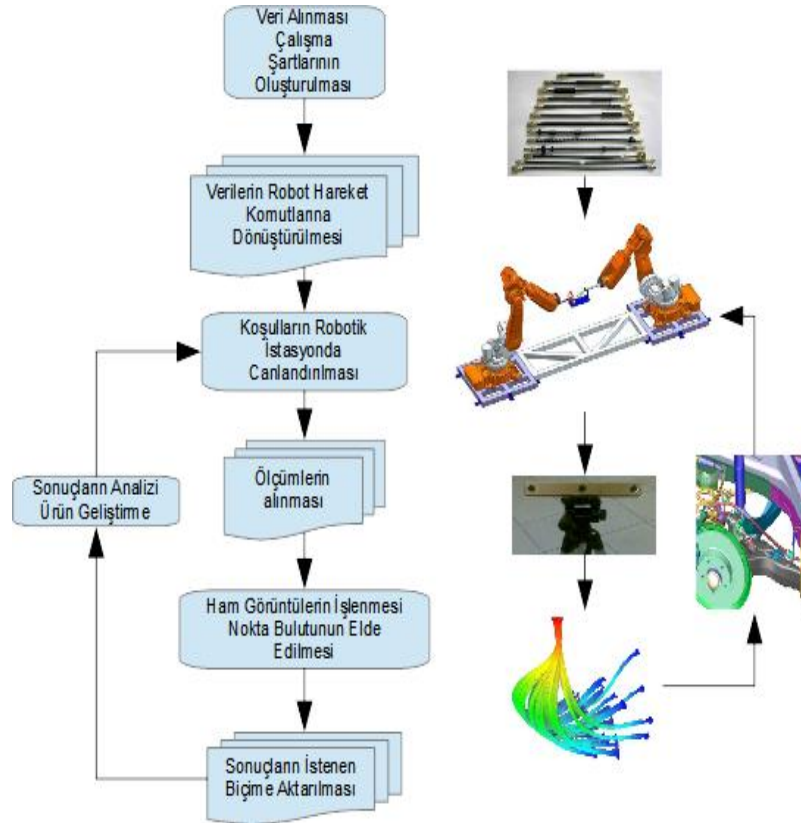 Veri Alınması
Çalışma
Şartlarının
Oluşturulması
Verilerin Robot Hareket
Komutlarına
Dönüştürülmesi
Koşulların Robotik
İstasyonda
Canlandırılması
Ölçümlerin
alınması
Sonuçların Analizi
Ürün Geliştirme
Ham Görüntülerin İşlenmesi
Nokta Bulutunun Elde
Edilmesi
Sonuçların İstenen
Biçime Aktarılması